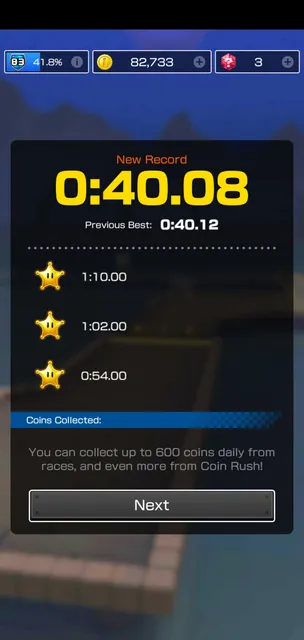 83 41.8% i 82,733 + 3 +
New Record
0:40.08
Previous Best: 0:40.12
1:10.00
1:02.00
0:54.00
Coins Collected:
You can collect up to 600 coins daily from
races, and even more from Coin Rush!
Next